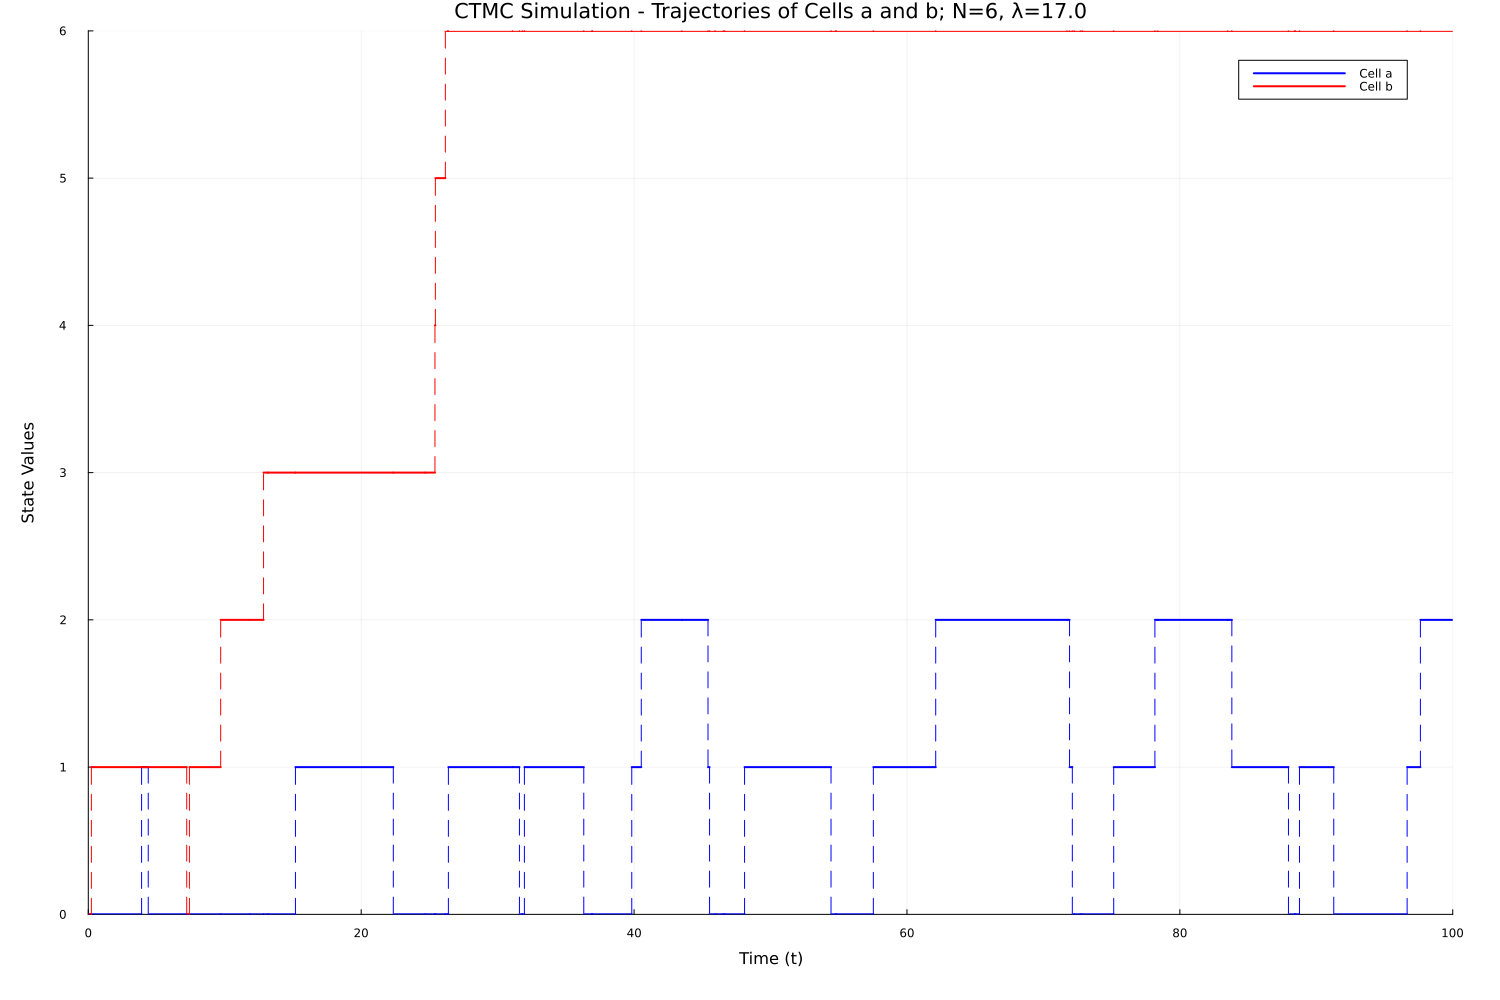 CTMC Simulation - Trajectories of Cells a and b; N=6, λ=17.0
6
Cell a
Cell b
5
4
State Values
3
2
1
0
0 20 40 60 80 100
Time (t)